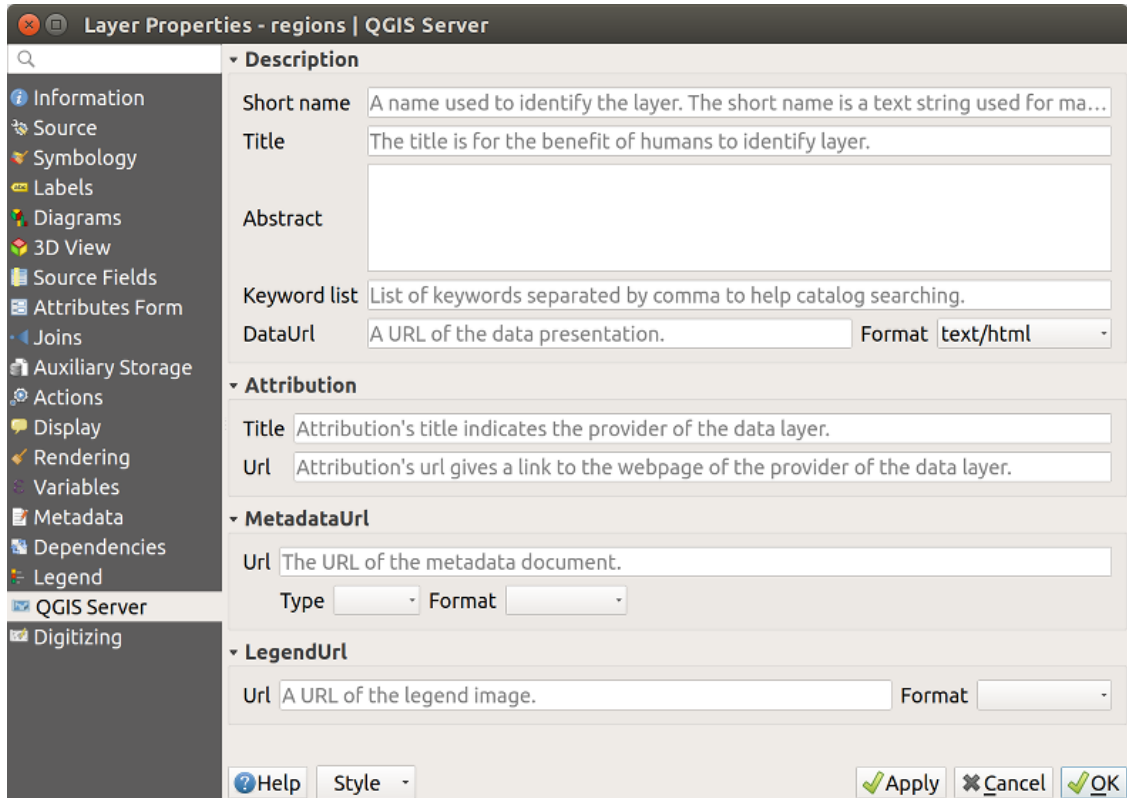 Layer Properties - regions | QGIS Server
Information
Source
Symbology
Labels
Diagrams
3D View
Source Fields
Attributes Form
Joins
Auxiliary Storage
Actions
Display
Rendering
Variables
Metadata
Dependencies
Legend
QGIS Server
Digitizing
Description
Short name A name used to identify the layer. The short name is a text string used for ma...
Title The title is for the benefit of humans to identify layer.
Abstract
Keyword list List of keywords separated by comma to help catalog searching.
DataUrl A URL of the data presentation. Format text/html
Attribution
Title Attribution's title indicates the provider of the data layer.
Url Attribution's url gives a link to the webpage of the provider of the data layer.
MetadataUrl
Url The URL of the metadata document.
Type Format
LegendUrl
Url A URL of the legend image. Format
Help Style Apply Cancel OK